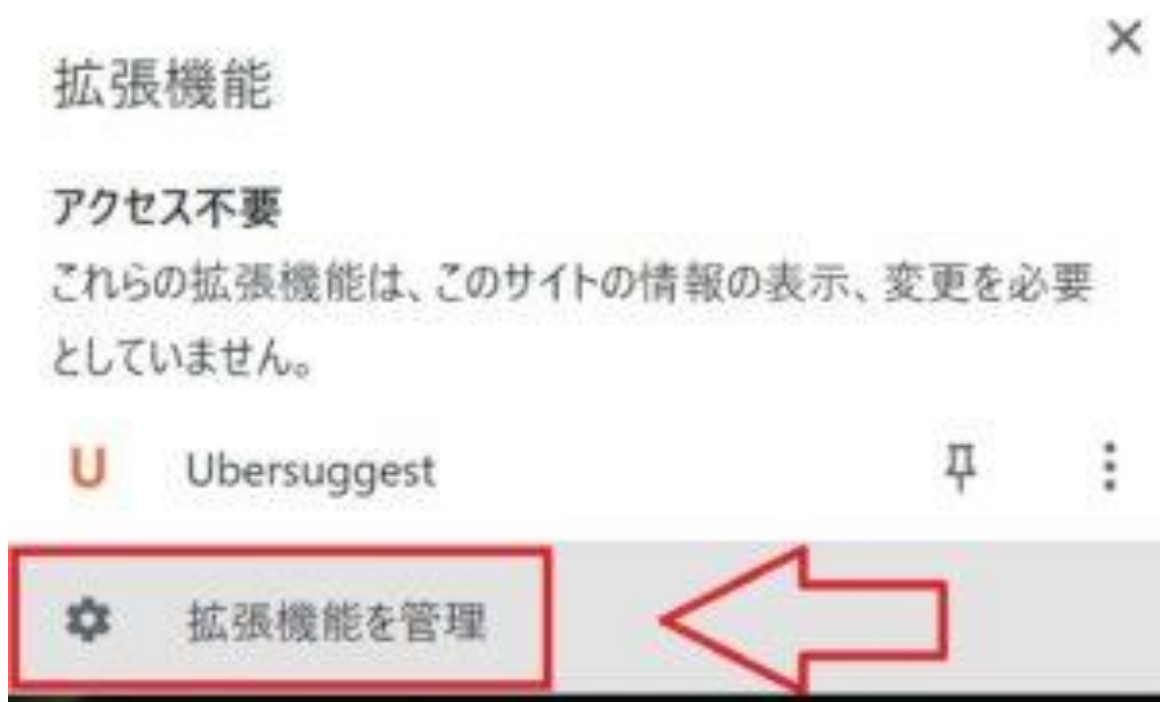 拡張機能
アクセス不要
これらの拡張機能は、このサイトの情報の表示、変更を必要
としていません。
U Ubersuggest
拡張機能を管理